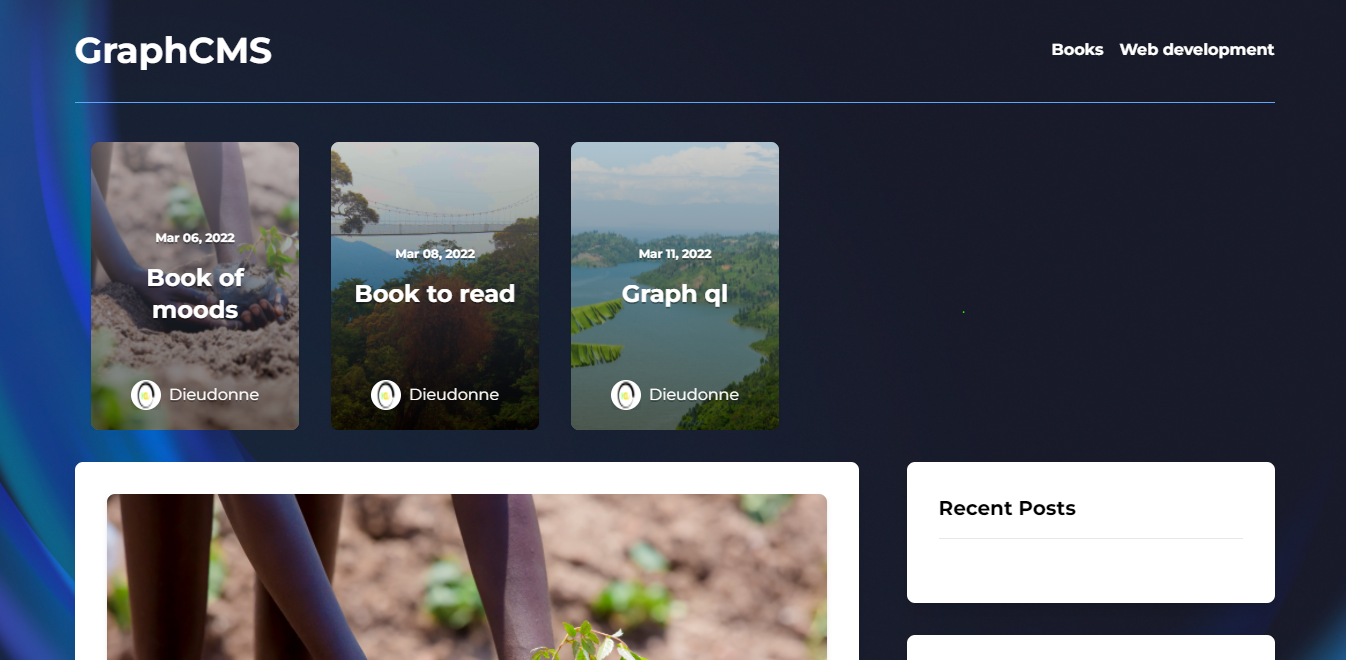 GraphCMS
Books Web development
Mar 06, 2022
Book of
moods
Dieudonne
Mar 08, 2022
Book to read
Dieudonne
Mar 11, 2022
Graph ql
Dieudonne
Recent Posts